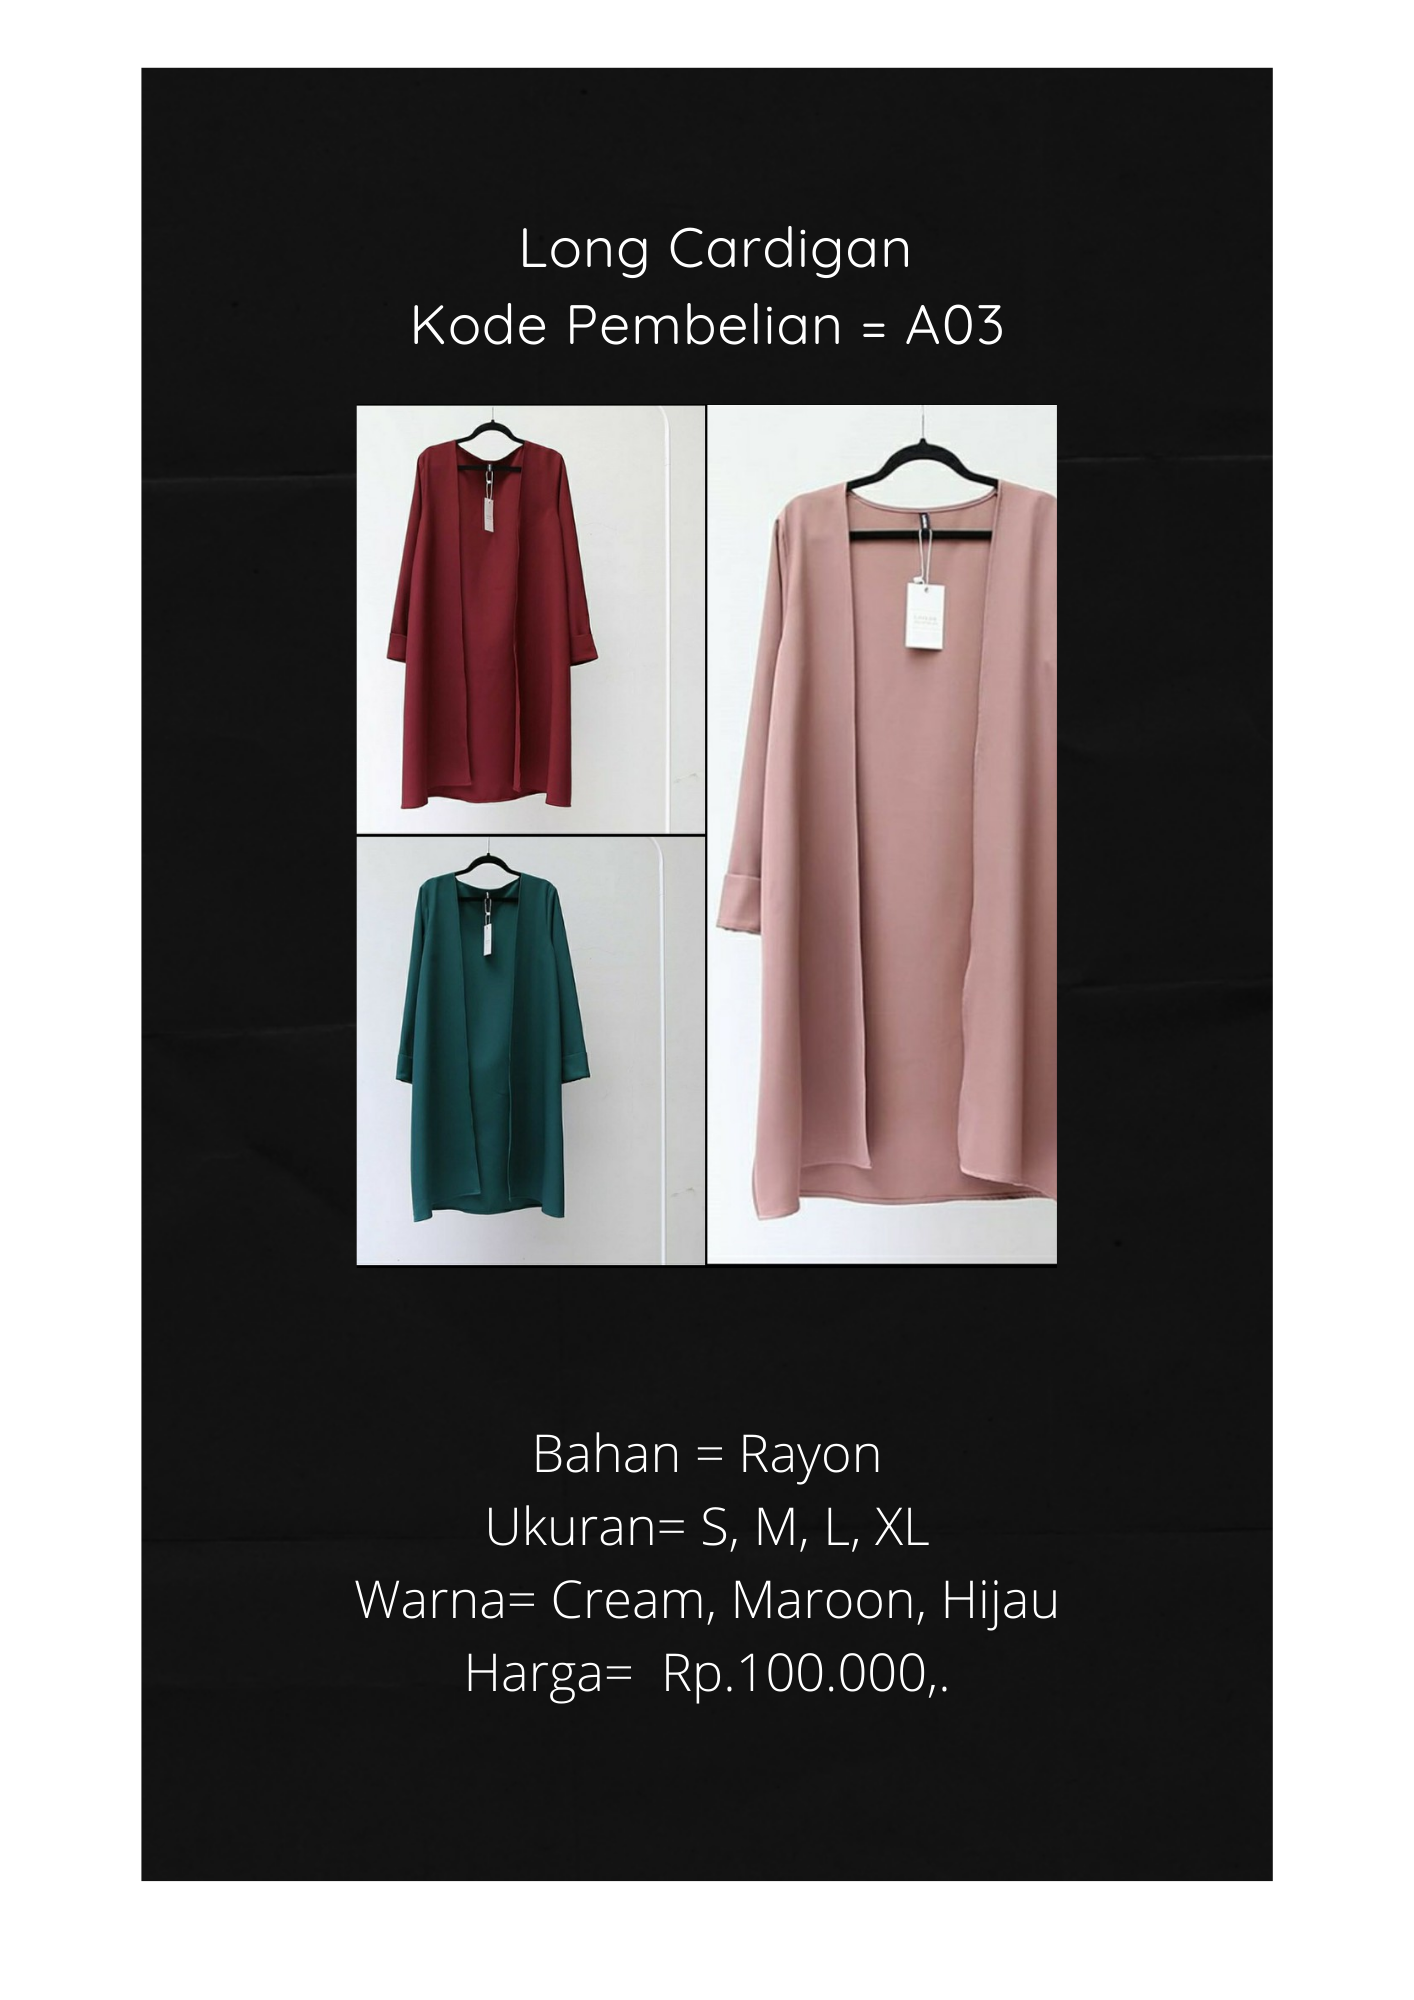 Long Cardigan
Kode Pembelian = A03
Bahan = Rayon
Ukuran= S, M, L, XL
Warna= Cream, Maroon, Hijau
Harga=  Rp.100.000,.